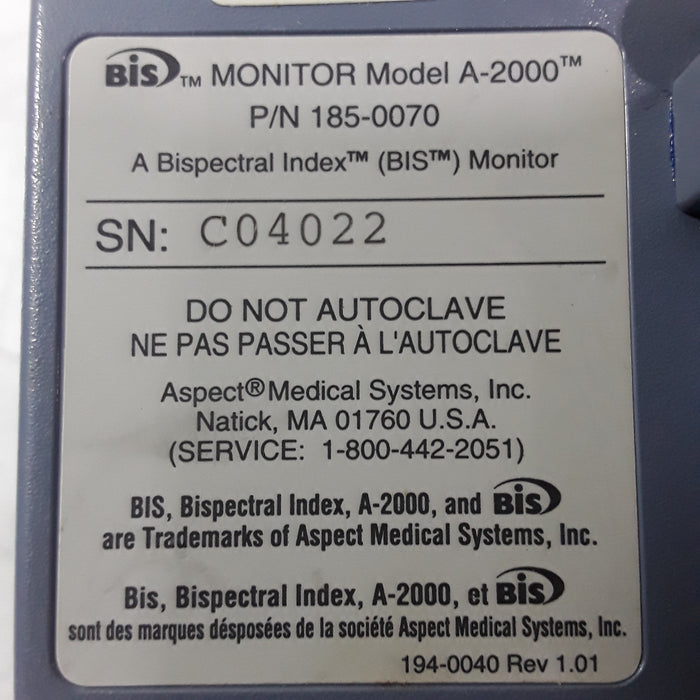 BIS™ MONITOR Model A-2000™
P/N 185-0070
A Bispectral Index™ (BIS™) Monitor
SN: C04022
DO NOT AUTOCLAVE
NE PAS PASSER À L'AUTOCLAVE
Aspect® Medical Systems, Inc.
Natick, MA 01760 U.S.A.
(SERVICE: 1-800-442-2051)
BIS, Bispectral Index, A-2000, and BIS
are Trademarks of Aspect Medical Systems, Inc.
Bis, Bispectral Index, A-2000, et BIS
sont des marques désposées de la société Aspect Medical Systems, Inc.
194-0040 Rev 1.01